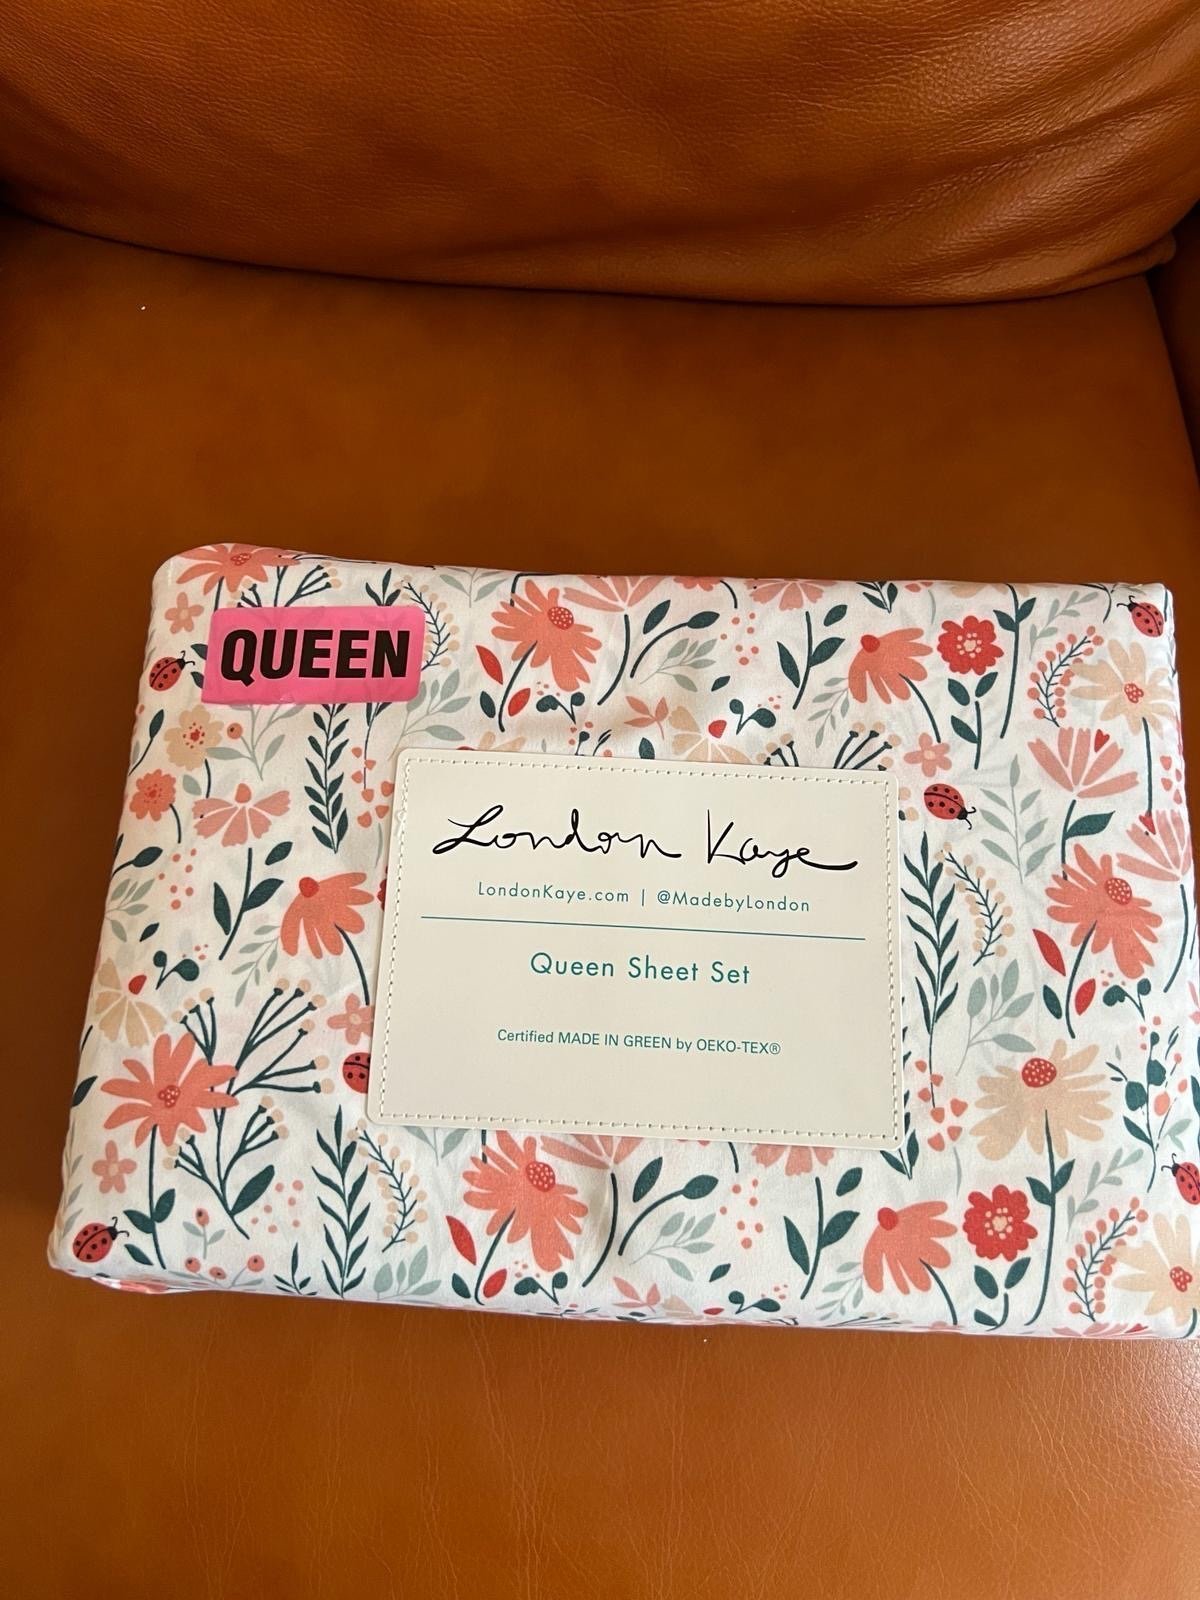 QUEEN
London Kaye
LondonKaye.com | @MadebyLondon
Queen Sheet Set
Certified MADE IN GREEN by OEKO-TEX®